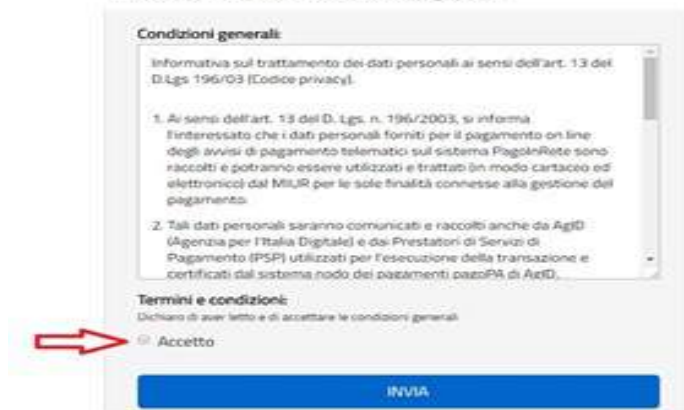 Condizioni generali:
Informativa sul trattamento dei dati personali ai sensi dell'art. 13 del
D.Lgs 196/03 (Codice privacy).
1. Ai sensi dell'art. 13 del D. Lgs. n. 196/2003, si informa
l'interessato che i dati personali forniti per il pagamento on line
degli avvisi di pagamento telematici sul sistema PagoInRete sono
raccolti e potranno essere utilizzati e trattati (in modo cartaceo ed
elettronico) dal MIUR per le sole finalità connesse alla gestione del
pagamento.
2. Tali dati personali saranno comunicati e raccolti anche da AgID
(Agenzia per l'Italia Digitale) e dai Prestatori di Servizi di
Pagamento (PSP) utilizzati per l'esecuzione della transazione e
certificati dal sistema nodo dei pagamenti pagoPA di AgID.
Termini e condizioni:
Dichiaro di aver letto e di accettare le condizioni generali
Accetto
INVIA